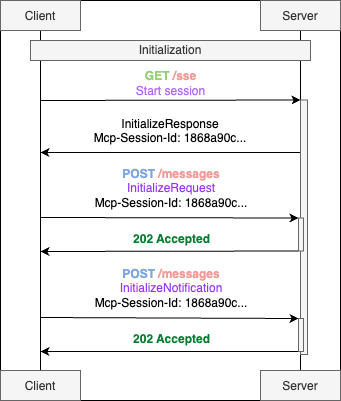 Client
Server
Initialization
GET /sse
Start session
InitializeResponse
Mcp-Session-Id: 1868a90c...
POST /messages
InitializeRequest
Mcp-Session-Id: 1868a90c...
202 Accepted
POST /messages
InitializeNotification
Mcp-Session-Id: 1868a90c...
202 Accepted
Client
Server